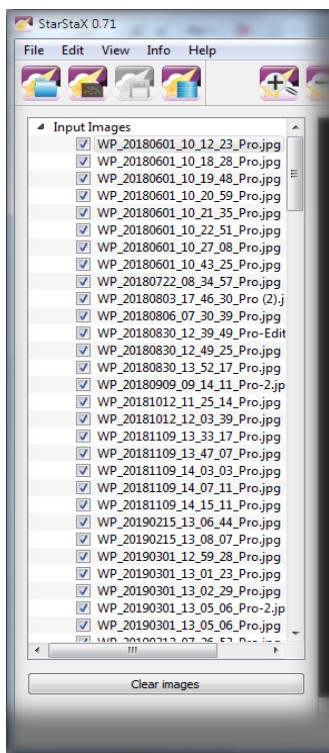 StarStaX 0.71
File Edit View Info Help
Input Images
WP_20180601_10_12_23_Pro.jpg
WP_20180601_10_18_28_Pro.jpg
WP_20180601_10_19_48_Pro.jpg
WP_20180601_10_20_59_Pro.jpg
WP_20180601_10_21_35_Pro.jpg
WP_20180601_10_22_51_Pro.jpg
WP_20180601_10_27_08_Pro.jpg
WP_20180601_10_43_25_Pro.jpg
WP_20180722_08_34_57_Pro.jpg
WP_20180803_17_46_30_Pro (2).j
WP_20180806_07_30_39_Pro.jpg
WP_20180830_12_39_49_Pro-Edit
WP_20180830_12_49_25_Pro.jpg
WP_20180830_13_52_17_Pro.jpg
WP_20180909_09_14_11_Pro-2.jp
WP_20181012_11_25_14_Pro.jpg
WP_20181012_12_03_39_Pro.jpg
WP_20181109_13_33_17_Pro.jpg
WP_20181109_13_47_07_Pro.jpg
WP_20181109_14_03_03_Pro.jpg
WP_20181109_14_07_11_Pro.jpg
WP_20181109_14_15_11_Pro.jpg
WP_20190215_13_06_44_Pro.jpg
WP_20190215_13_08_07_Pro.jpg
WP_20190301_12_59_28_Pro.jpg
WP_20190301_13_01_23_Pro.jpg
WP_20190301_13_02_29_Pro.jpg
WP_20190301_13_05_06_Pro-2.jp
WP_20190301_13_05_06_Pro.jpg
Clear images